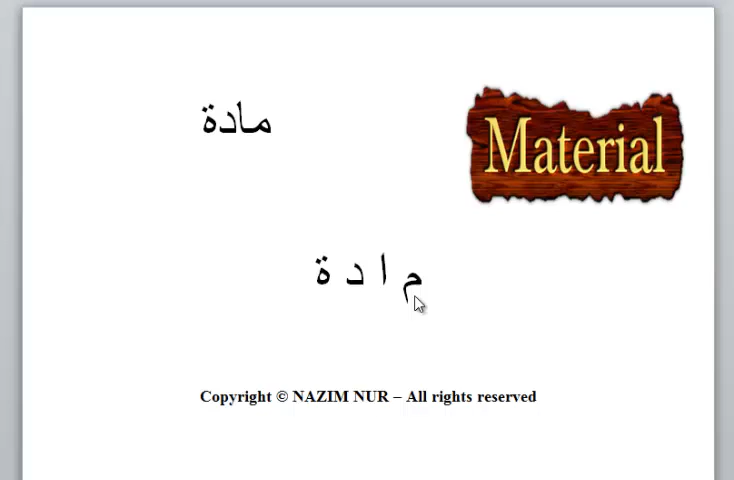 مادة
Material
م ا د ة
Copyright © NAZIM NUR – All rights reserved